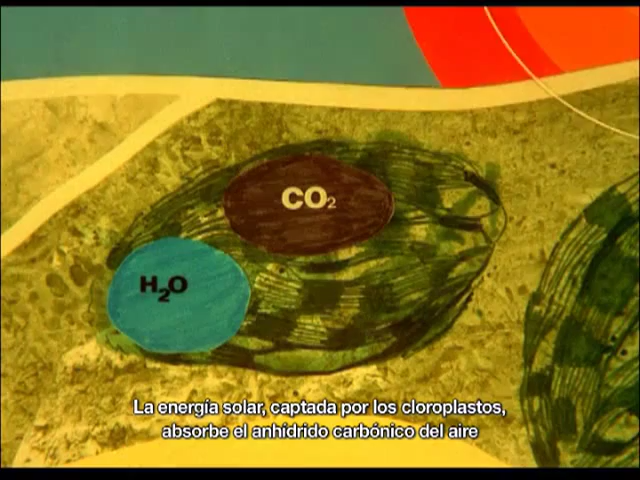 CO₂
H₂O
La energía solar, captada por los cloroplastos,
absorbe el anhídrido carbónico del aire